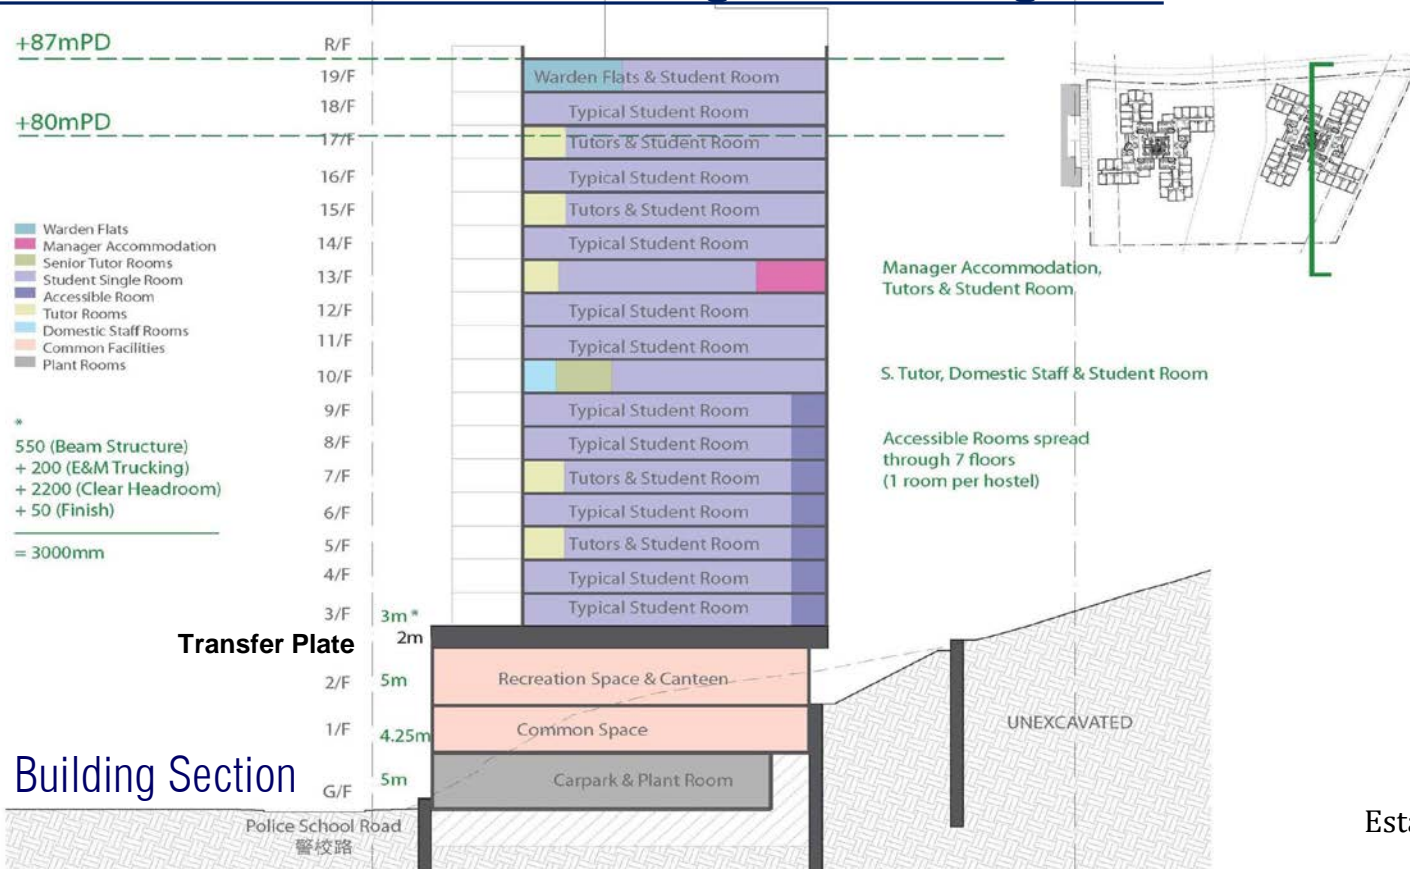 +87mPD
+80mPD
Warden Flats
Manager Accommodation
Senior Tutor Rooms
Student Single Room
Accessible Room
Tutor Rooms
Domestic Staff Rooms
Common Facilities
Plant Rooms
*
550 (Beam Structure)
+ 200 (E&M Trucking)
+ 2200 (Clear Headroom)
+ 50 (Finish)
= 3000mm
R/F
19/F Warden Flats & Student Room
18/F Typical Student Room
17/F Tutors & Student Room
16/F Typical Student Room
15/F Tutors & Student Room
14/F Typical Student Room
13/F
Manager Accommodation,
Tutors & Student Room
12/F Typical Student Room
11/F Typical Student Room
10/F S. Tutor, Domestic Staff & Student Room
9/F Typical Student Room
8/F Typical Student Room
7/F Tutors & Student Room
6/F Typical Student Room
5/F Tutors & Student Room
4/F Typical Student Room
3/F 3m * Typical Student Room
Accessible Rooms spread
through 7 floors
(1 room per hostel)
Transfer Plate 2m
2/F 5m Recreation Space & Canteen
1/F 4.25m Common Space
G/F 5m Carpark & Plant Room
UNEXCAVATED
Building Section
Police School Road
警校路